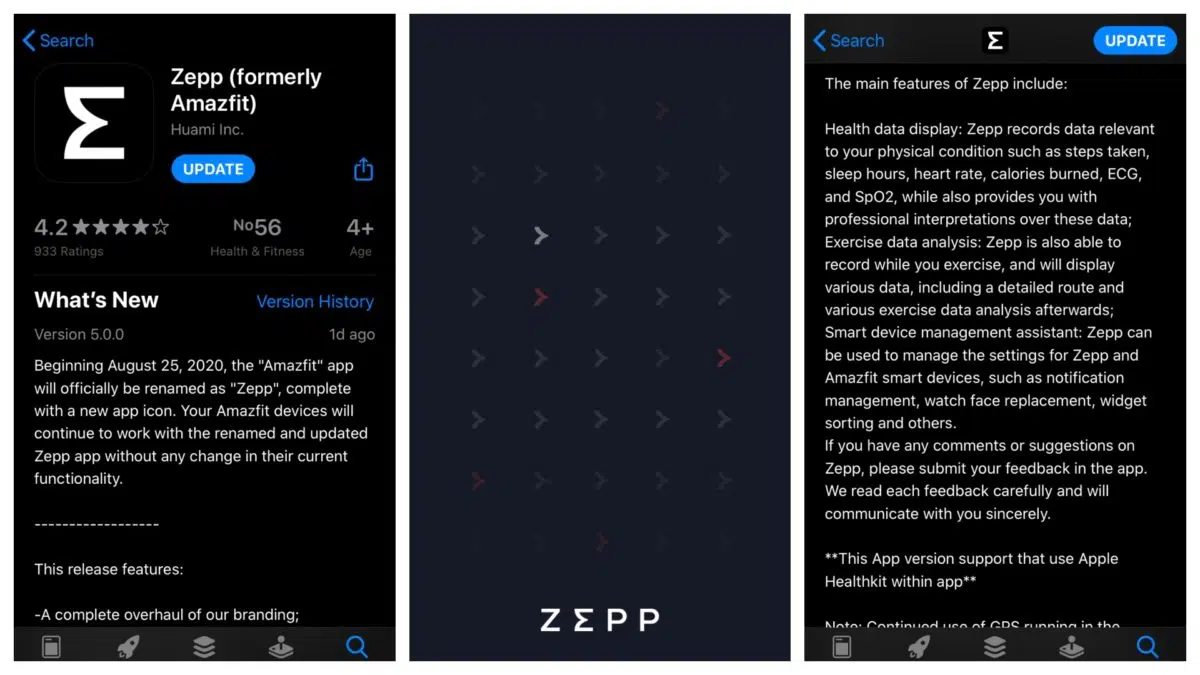 Search
Zepp (formerly
Amazfit)
Huami Inc.
UPDATE
4.2★★★★☆
No56
4+
933 Ratings
Health & Fitness
Age
What's New
Version History
Version 5.0.0
1d ago
Beginning August 25, 2020, the "Amazfit" app
will officially be renamed as "Zepp", complete
with a new app icon. Your Amazfit devices will
continue to work with the renamed and updated
Zepp app without any change in their current
functionality.
------------------
This release features:
-A complete overhaul of our branding;
ZΣPP
Search
Σ
UPDATE
The main features of Zepp include:
Health data display: Zepp records data relevant
to your physical condition such as steps taken,
sleep hours, heart rate, calories burned, ECG,
and SpO2, while also provides you with
professional interpretations over these data;
Exercise data analysis: Zepp is also able to
record while you exercise, and will display
various data, including a detailed route and
various exercise data analysis afterwards;
Smart device management assistant: Zepp can
be used to manage the settings for Zepp and
Amazfit smart devices, such as notification
management, watch face replacement, widget
sorting and others.
If you have any comments or suggestions on
Zepp, please submit your feedback in the app.
We read each feedback carefully and will
communicate with you sincerely.
**This App version support that use Apple
Healthkit within app**
Note: Continued use of GPS running in the